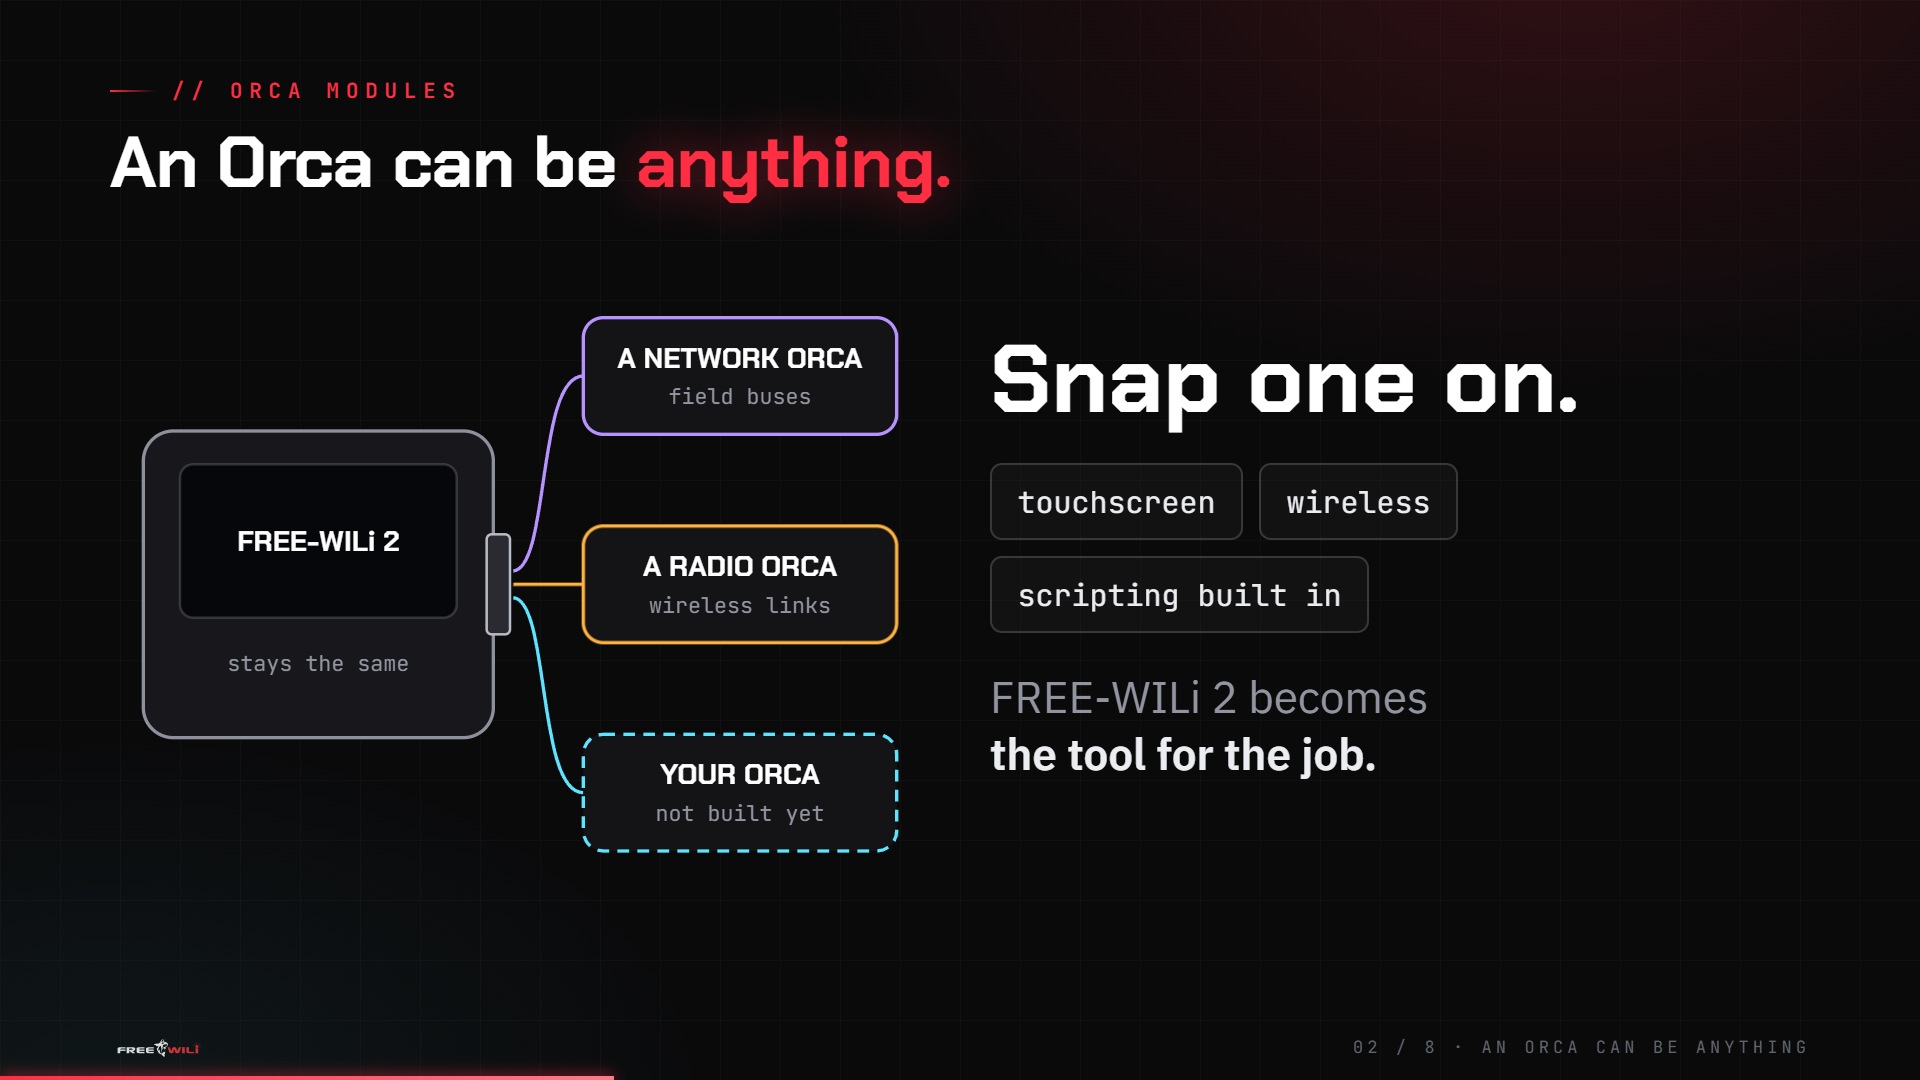 // ORCA MODULES
An Orca can be anything.
A NETWORK ORCA
field buses
FREE-WILi 2
stays the same
A RADIO ORCA
wireless links
YOUR ORCA
not built yet
Snap one on.
touchscreen
wireless
scripting built in
FREE-WILi 2 becomes
the tool for the job.
FREE WILi
02 / 8 · AN ORCA CAN BE ANYTHING